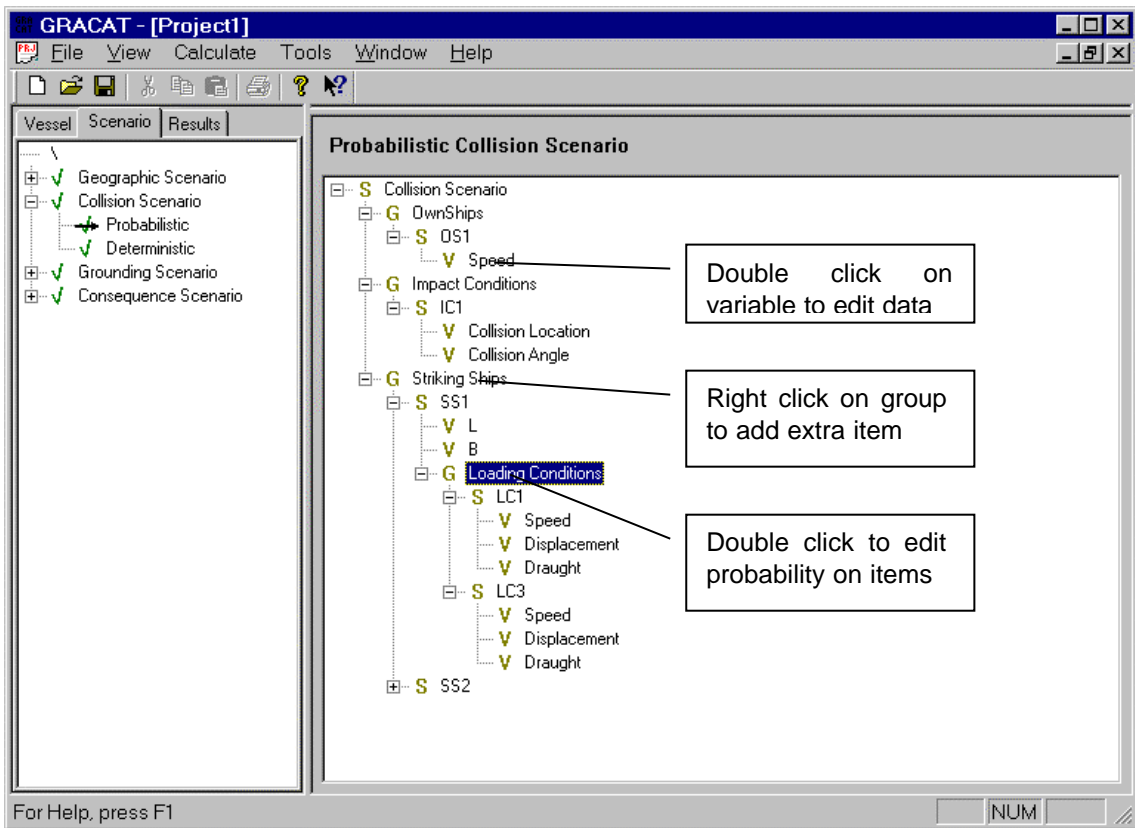 GRACAT - [Project1]
File View Calculate Tools Window Help
Vessel Scenario Results
\
Geographic Scenario
Collision Scenario
Probabilistic
Deterministic
Grounding Scenario
Consequence Scenario
Probabilistic Collision Scenario
S Collision Scenario
G OwnShips
S OS1
V Speed
G Impact Conditions
S IC1
V Collision Location
V Collision Angle
G Striking Ships
S SS1
V L
V B
G Loading Conditions
S LC1
V Speed
V Displacement
V Draught
S LC3
V Speed
V Displacement
V Draught
S SS2
Double click on
variable to edit data
Right click on group
to add extra item
Double click to edit
probability on items
For Help, press F1
NUM